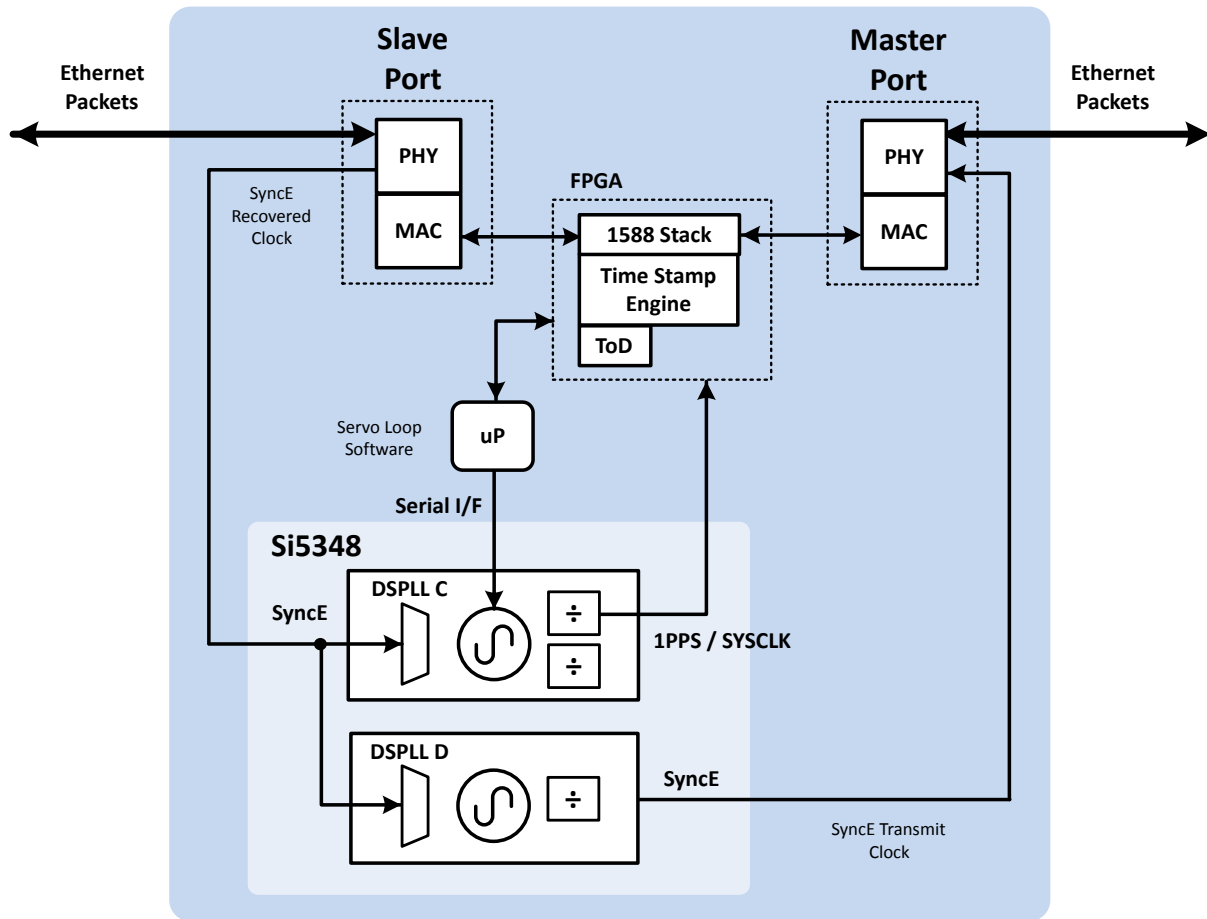 Slave
Port
Master
Port
Ethernet
Packets
Ethernet
Packets
PHY
MAC
SyncE
Recovered
Clock
FPGA
1588 Stack
Time Stamp
Engine
ToD
PHY
MAC
Servo Loop
Software
uP
Serial I/F
Si5348
DSPLL C
SyncE
÷
÷
1PPS / SYSCLK
DSPLL D
÷
SyncE
SyncE Transmit
Clock